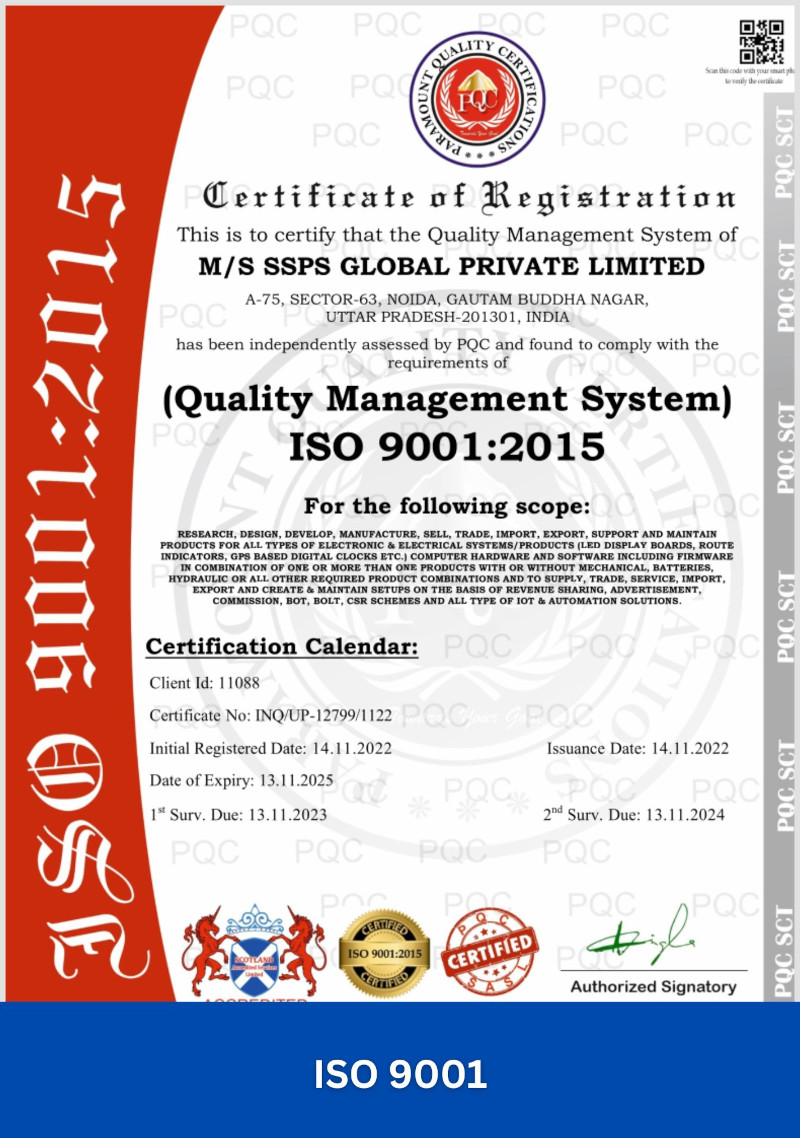 Scan this code with your smart ph
to verify the certificate
PARAMOUNT QUALITY CERTIFICATIONS
PQC
Certificate of Registration
This is to certify that the Quality Management System of
M/S SSPS GLOBAL PRIVATE LIMITED
A-75, SECTOR-63, NOIDA, GAUTAM BUDDHA NAGAR,
UTTAR PRADESH-201301, INDIA
has been independently assessed by PQC and found to comply with the
requirements of
(Quality Management System)
ISO 9001:2015
For the following scope:
RESEARCH, DESIGN, DEVELOP, MANUFACTURE, SELL, TRADE, IMPORT, EXPORT, SUPPORT AND MAINTAIN
PRODUCTS FOR ALL TYPES OF ELECTRONIC & ELECTRICAL SYSTEMS/PRODUCTS (LED DISPLAY BOARDS, ROUTE
INDICATORS, GPS BASED DIGITAL CLOCKS ETC.) COMPUTER HARDWARE AND SOFTWARE INCLUDING FIRMWARE
IN COMBINATION OF ONE OR MORE THAN ONE PRODUCTS WITH OR WITHOUT MECHANICAL, BATTERIES,
HYDRAULIC OR ALL OTHER REQUIRED PRODUCT COMBINATIONS AND TO SUPPLY, TRADE, SERVICE, IMPORT,
EXPORT AND CREATE & MAINTAIN SETUPS ON THE BASIS OF REVENUE SHARING, ADVERTISEMENT,
COMMISSION, BOT, BOLT, CSR SCHEMES AND ALL TYPE OF IOT & AUTOMATION SOLUTIONS.
Certification Calendar:
Client Id: 11088
Certificate No: INQ/UP-12799/1122
Initial Registered Date: 14.11.2022 Issuance Date: 14.11.2022
Date of Expiry: 13.11.2025
1st Surv. Due: 13.11.2023 2nd Surv. Due: 13.11.2024
ISO 9001:2015
PQC SCT
PQC SCT
PQC SCT
PQC SCT
PQC SCT
PQC SCT
SCOTLAND
Limited
ACCREDITED
CERTIFIED
ISO 9001:2015
CERTIFIED
PQC
CERTIFIED
SASL
Authorized Signatory
ISO 9001